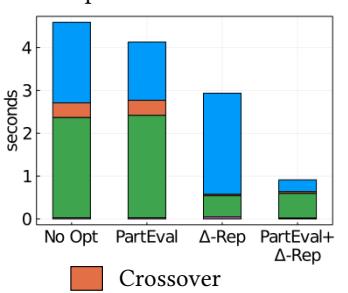 4
3
2
1
0
seconds
No Opt PartEval Δ-Rep PartEval+
Δ-Rep
Crossover